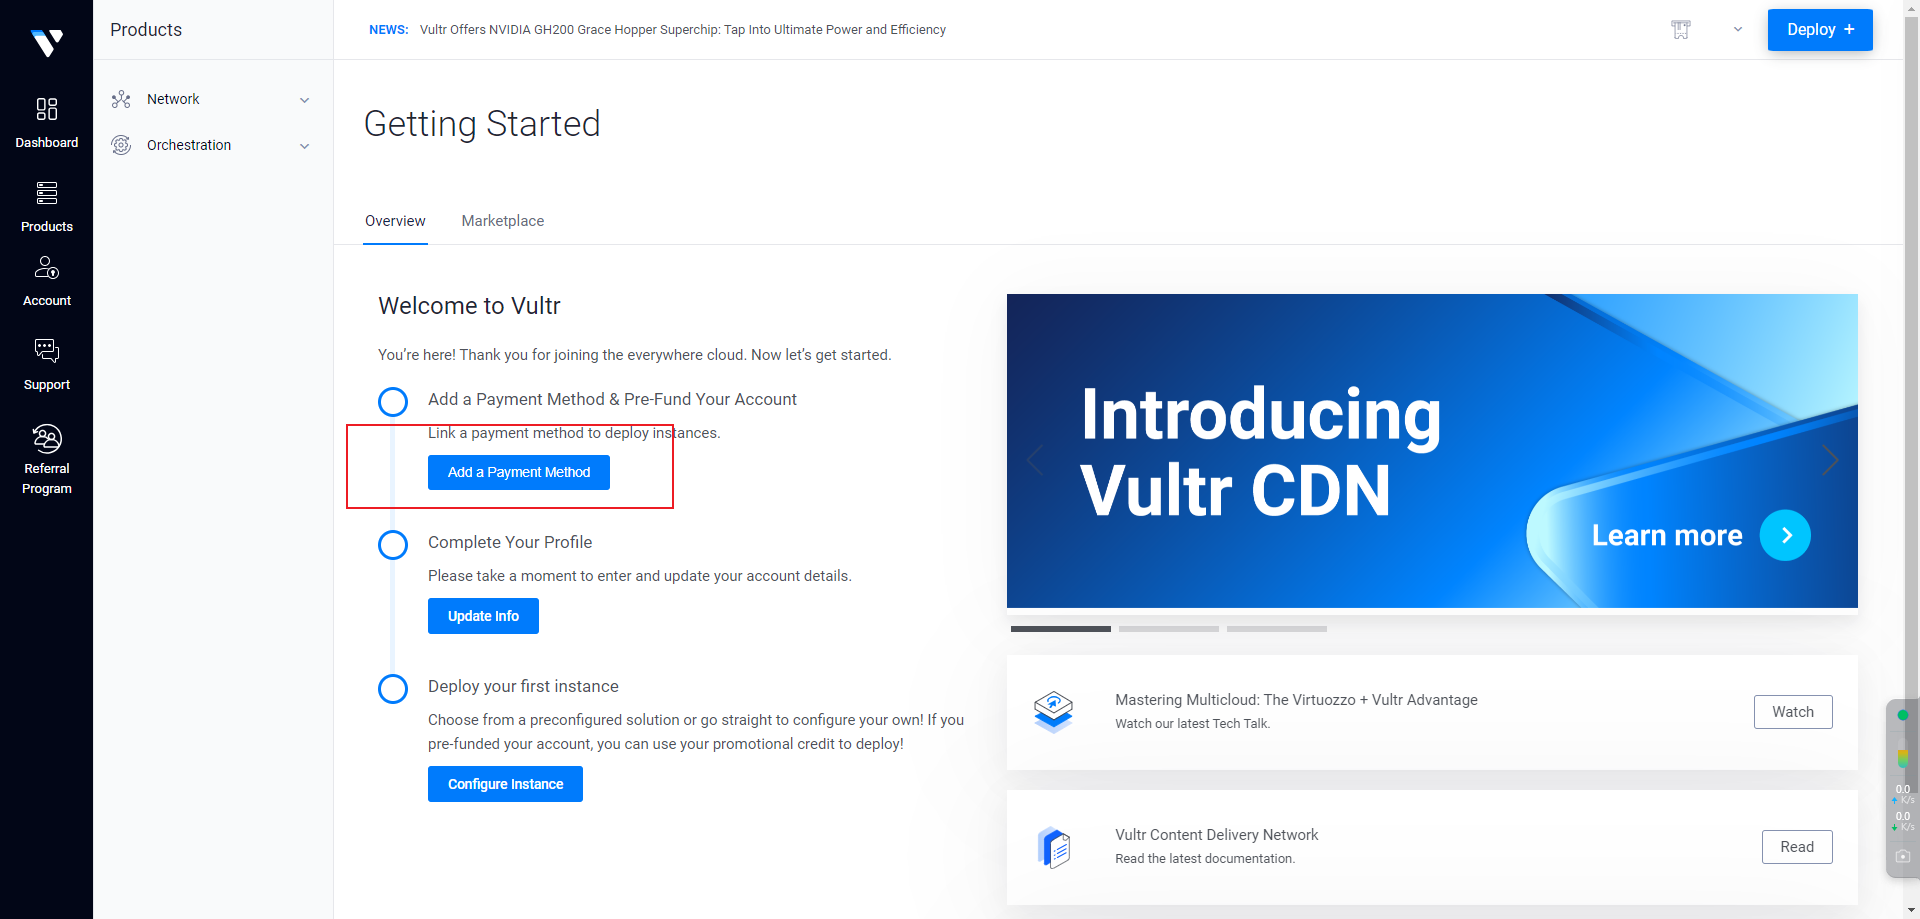 Products
NEWS: Vultr Offers NVIDIA GH200 Grace Hopper Superchip: Tap Into Ultimate Power and Efficiency
Deploy +
Dashboard
Products
Account
Support
Referral
Program
Network
Orchestration
Getting Started
Overview
Marketplace
Welcome to Vultr
You’re here! Thank you for joining the everywhere cloud. Now let’s get started.
Add a Payment Method & Pre-Fund Your Account
Link a payment method to deploy instances.
Add a Payment Method
Complete Your Profile
Please take a moment to enter and update your account details.
Update Info
Deploy your first instance
Choose from a preconfigured solution or go straight to configure your own! If you
pre-funded your account, you can use your promotional credit to deploy!
Configure Instance
Introducing
Vultr CDN
Learn more
Mastering Multicloud: The Virtuozzo + Vultr Advantage
Watch our latest Tech Talk.
Watch
Vultr Content Delivery Network
Read the latest documentation.
Read
0.0
K/s
0.0
K/s